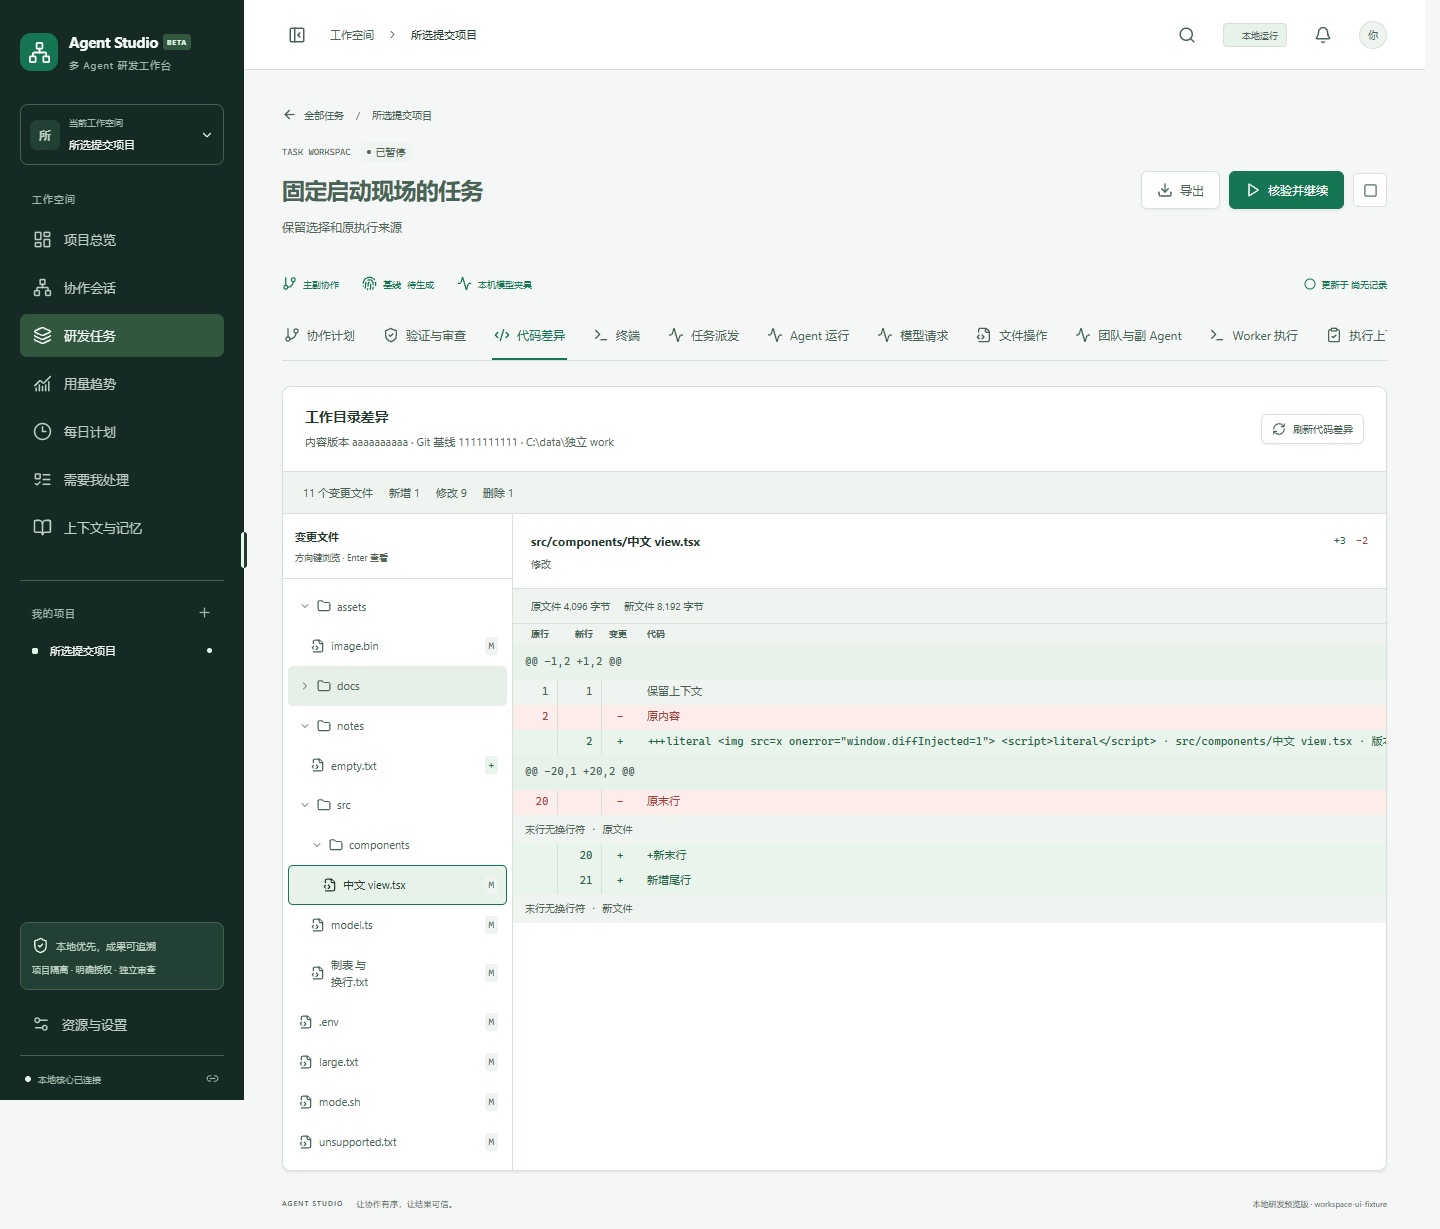 Agent Studio BETA
多 Agent 研发工作台
所
当前工作空间
所选提交项目
工作空间
项目总览
协作会话
研发任务
用量趋势
每日计划
需要我处理
上下文与记忆
我的项目
所选提交项目
本地优先，成果可追溯
项目隔离 · 明确授权 · 独立审查
资源与设置
本地核心已连接
工作空间 所选提交项目
本地运行
你
全部任务 / 所选提交项目
TASK WORKSPAC 已暂停
固定启动现场的任务
保留选择和原执行来源
导出
核验并继续
主副协作 基线 待生成 本机模型夹具
更新于 尚无记录
协作计划 验证与审查 代码差异 终端 任务派发 Agent 运行 模型请求 文件操作 团队与副 Agent Worker 执行 执行上
工作目录差异
内容版本 aaaaaaaaaa · Git 基线 1111111111 · C:\data\独立 work
刷新代码差异
11 个变更文件 新增 1 修改 9 删除 1
变更文件
方向键浏览 · Enter 查看
assets
image.bin M
docs
notes
empty.txt +
src
components
中文 view.tsx M
model.ts M
制表 与
换行.txt M
.env M
large.txt M
mode.sh M
unsupported.txt M
src/components/中文 view.tsx
+3 −2
修改
原文件 4,096 字节 新文件 8,192 字节
原行 新行 变更 代码
@@ −1,2 +1,2 @@
1 1 保留上下文
2 − 原内容
2 + +++literal <img src=x onerror="window.diffInjected=1"> <script>literal</script> · src/components/中文 view.tsx · 版本
@@ −20,1 +20,2 @@
20 − 原末行
末行无换行符 · 原文件
20 + +新末行
21 + 新增尾行
末行无换行符 · 新文件
AGENT STUDIO 让协作有序，让结果可信。
本地研发预览版 · workspace-ui-fixture